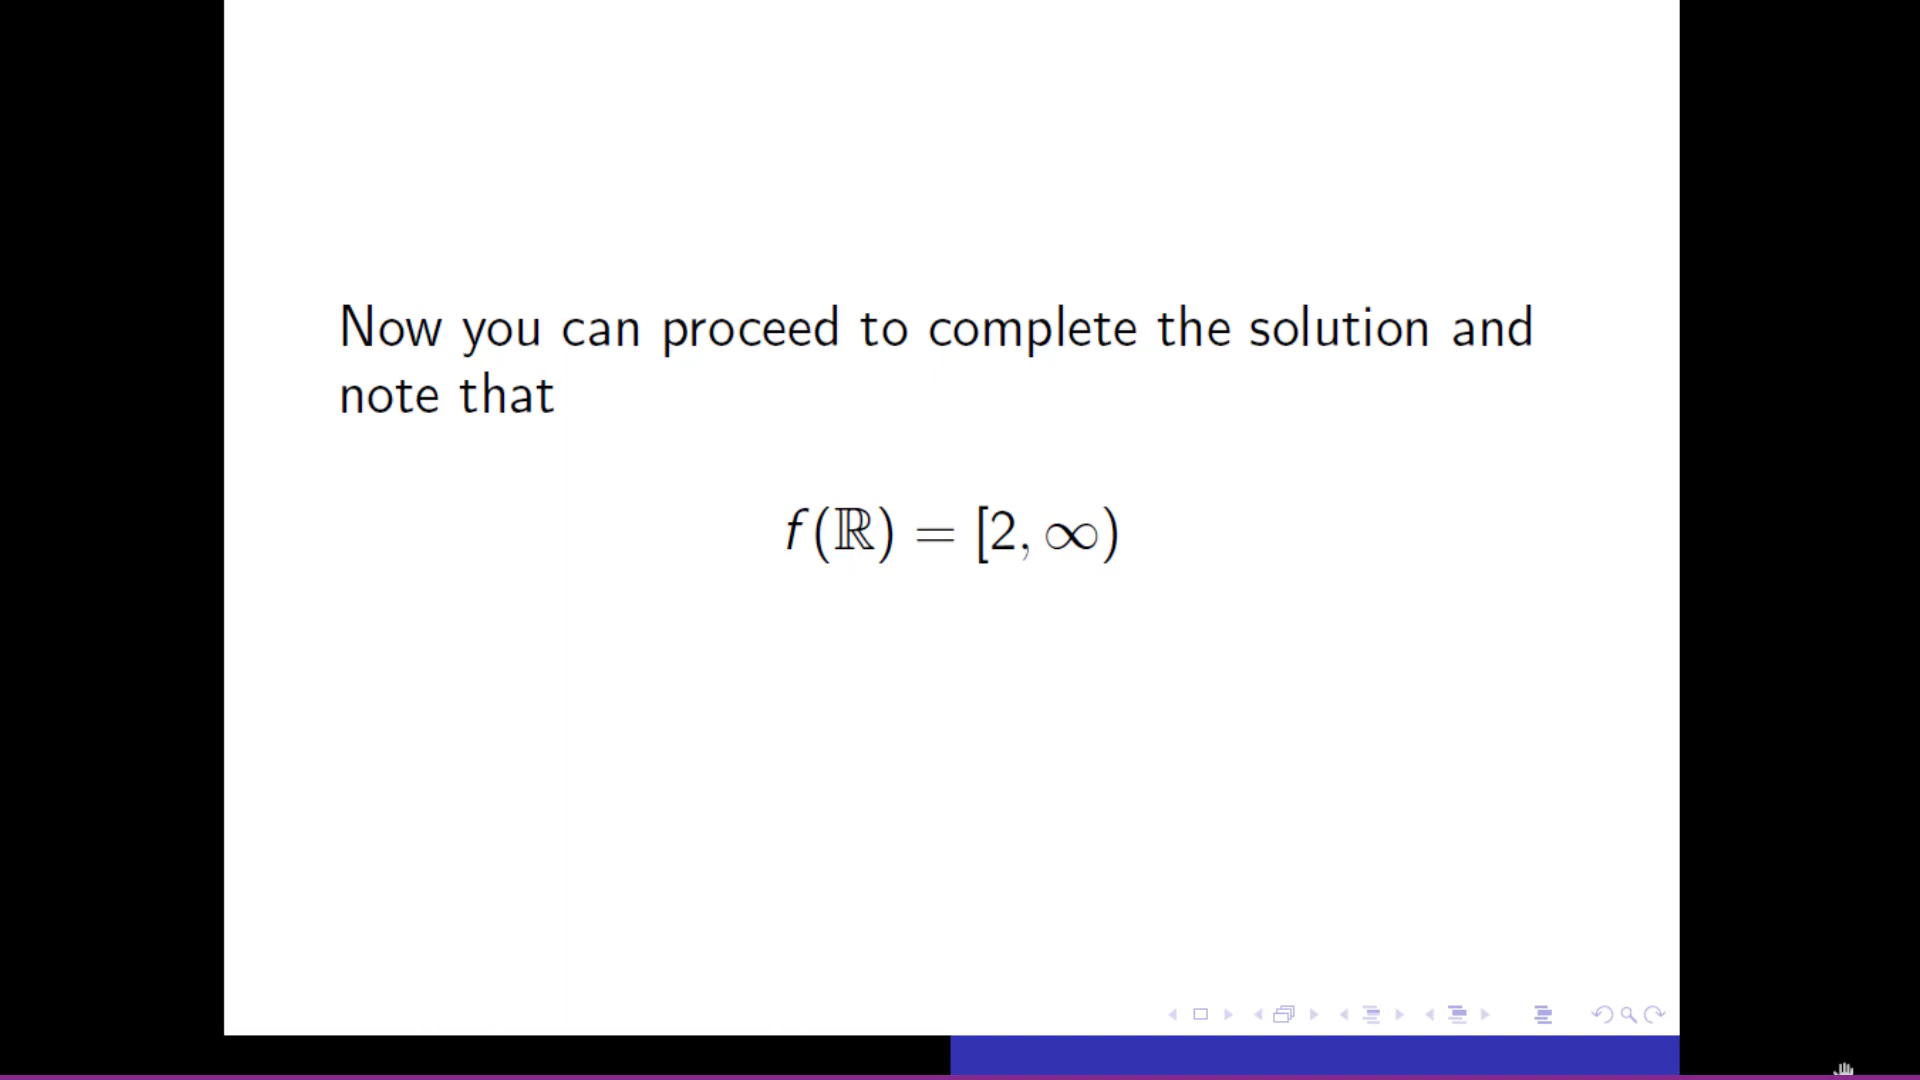 Now you can proceed to complete the solution and
note that
f(ℝ) = [2, ∞)